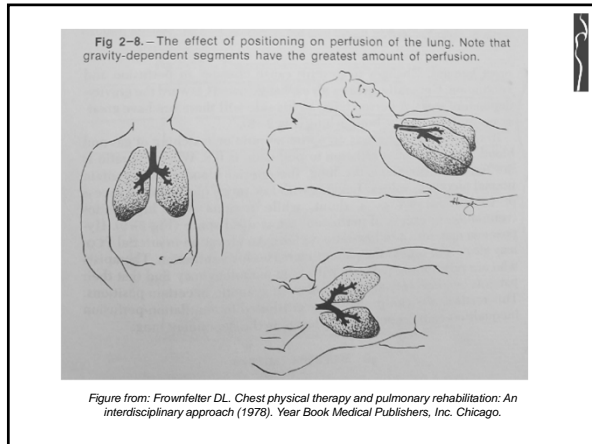 Fig 2–8.—The effect of positioning on perfusion of the lung. Note that
gravity-dependent segments have the greatest amount of perfusion.
Figure from: Frownfelter DL. Chest physical therapy and pulmonary rehabilitation: An
interdisciplinary approach (1978). Year Book Medical Publishers, Inc. Chicago.